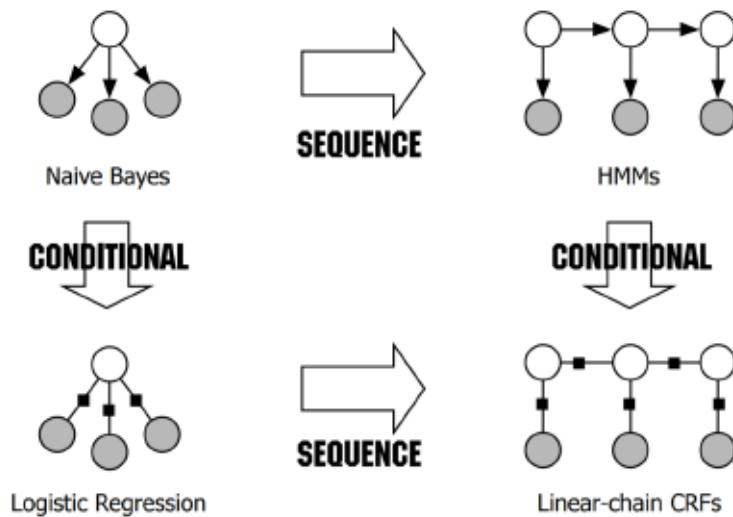 SEQUENCE
Naive Bayes
HMMs
CONDITIONAL
CONDITIONAL
SEQUENCE
Logistic Regression
Linear-chain CRFs